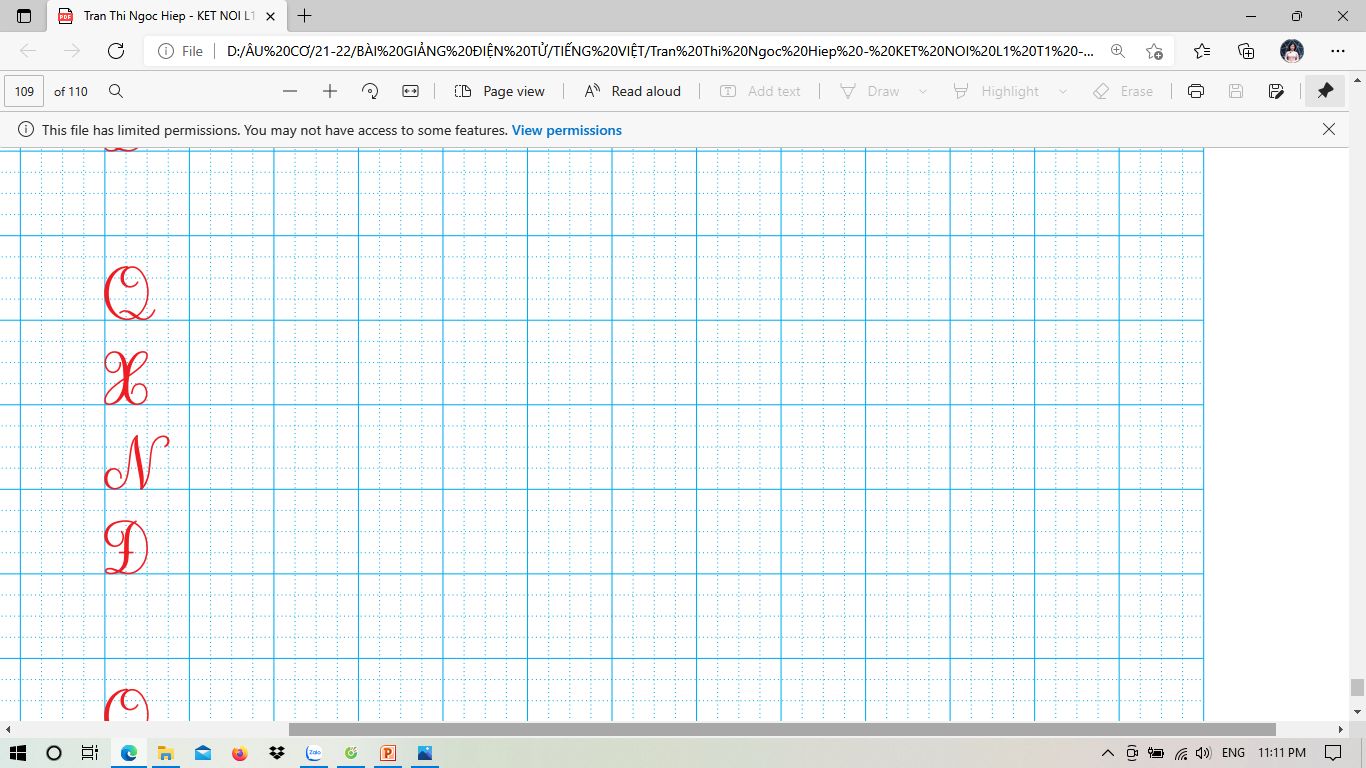 Tran Thi Ngoc Hiep - KET NOI L1
File
D:/ÂU%20CƠ/21-22/BÀI%20GIẢNG%20ĐIỆN%20TỬ/TIẾNG%20VIỆT/Tran%20Thi%20Ngoc%20Hiep%20-%20KET%20NOI%20L1%20T1%20-...
109 of 110
Page view
Read aloud
Add text
Draw
Highlight
Erase
This file has limited permissions. You may not have access to some features. View permissions
Q
X
N
Đ
ENG
11:11 PM